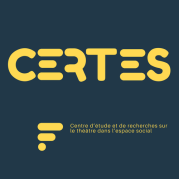 CERTES
Centre d'étude et de recherches sur
le théâtre dans l'espace social